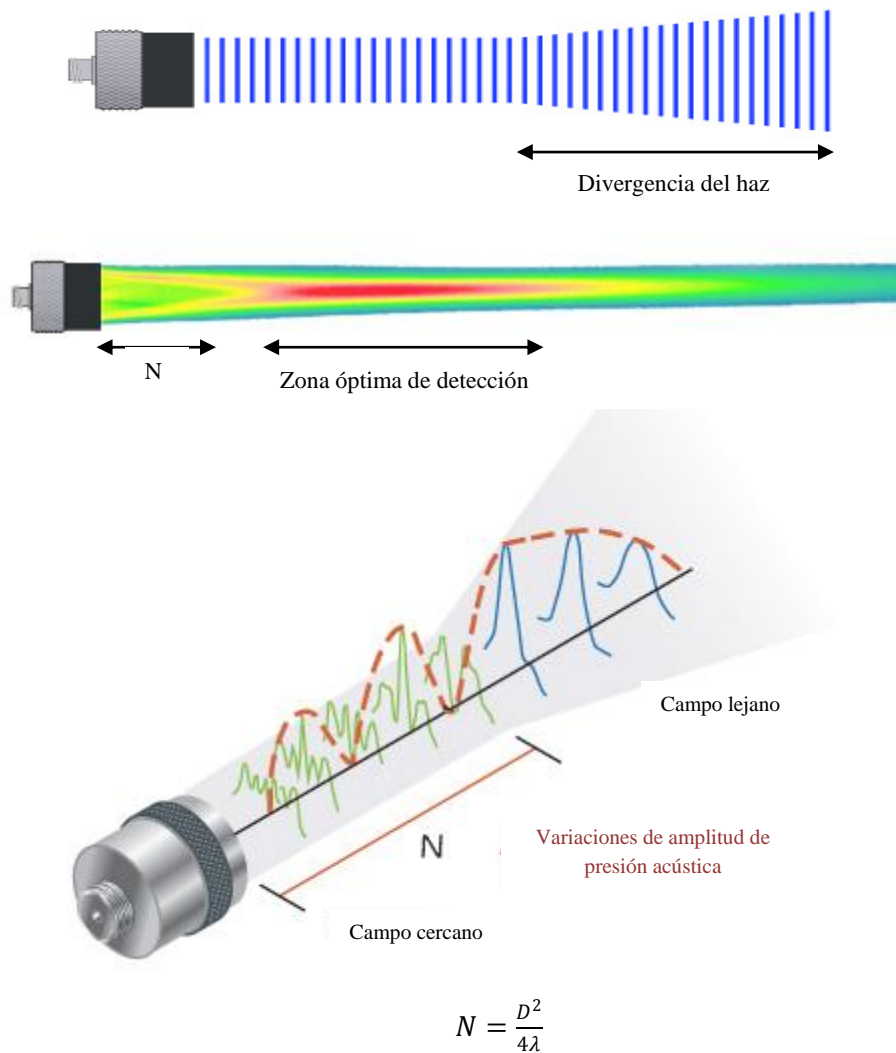 Divergencia del haz
N
Zona óptima de detección
Campo lejano
N
Variaciones de amplitud de
presión acústica
Campo cercano
N = D²/4λ